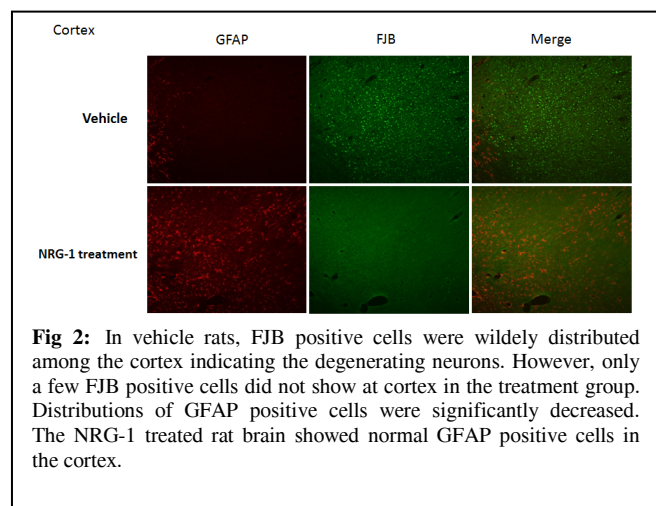 Cortex
GFAP FJB Merge
Vehicle
NRG-1 treatment
Fig 2: In vehicle rats, FJB positive cells were wildely distributed
among the cortex indicating the degenerating neurons. However, only
a few FJB positive cells did not show at cortex in the treatment group.
Distributions of GFAP positive cells were significantly decreased.
The NRG-1 treated rat brain showed normal GFAP positive cells in
the cortex.